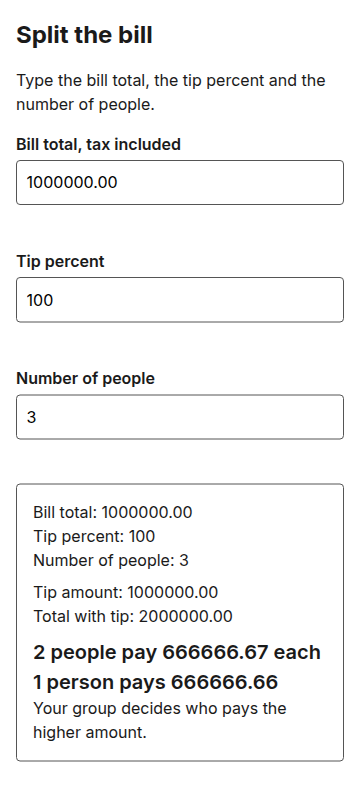 Split the bill
Type the bill total, the tip percent and the
number of people.
Bill total, tax included
1000000.00
Tip percent
100
Number of people
3
Bill total: 1000000.00
Tip percent: 100
Number of people: 3
Tip amount: 1000000.00
Total with tip: 2000000.00
2 people pay 666666.67 each
1 person pays 666666.66
Your group decides who pays the
higher amount.